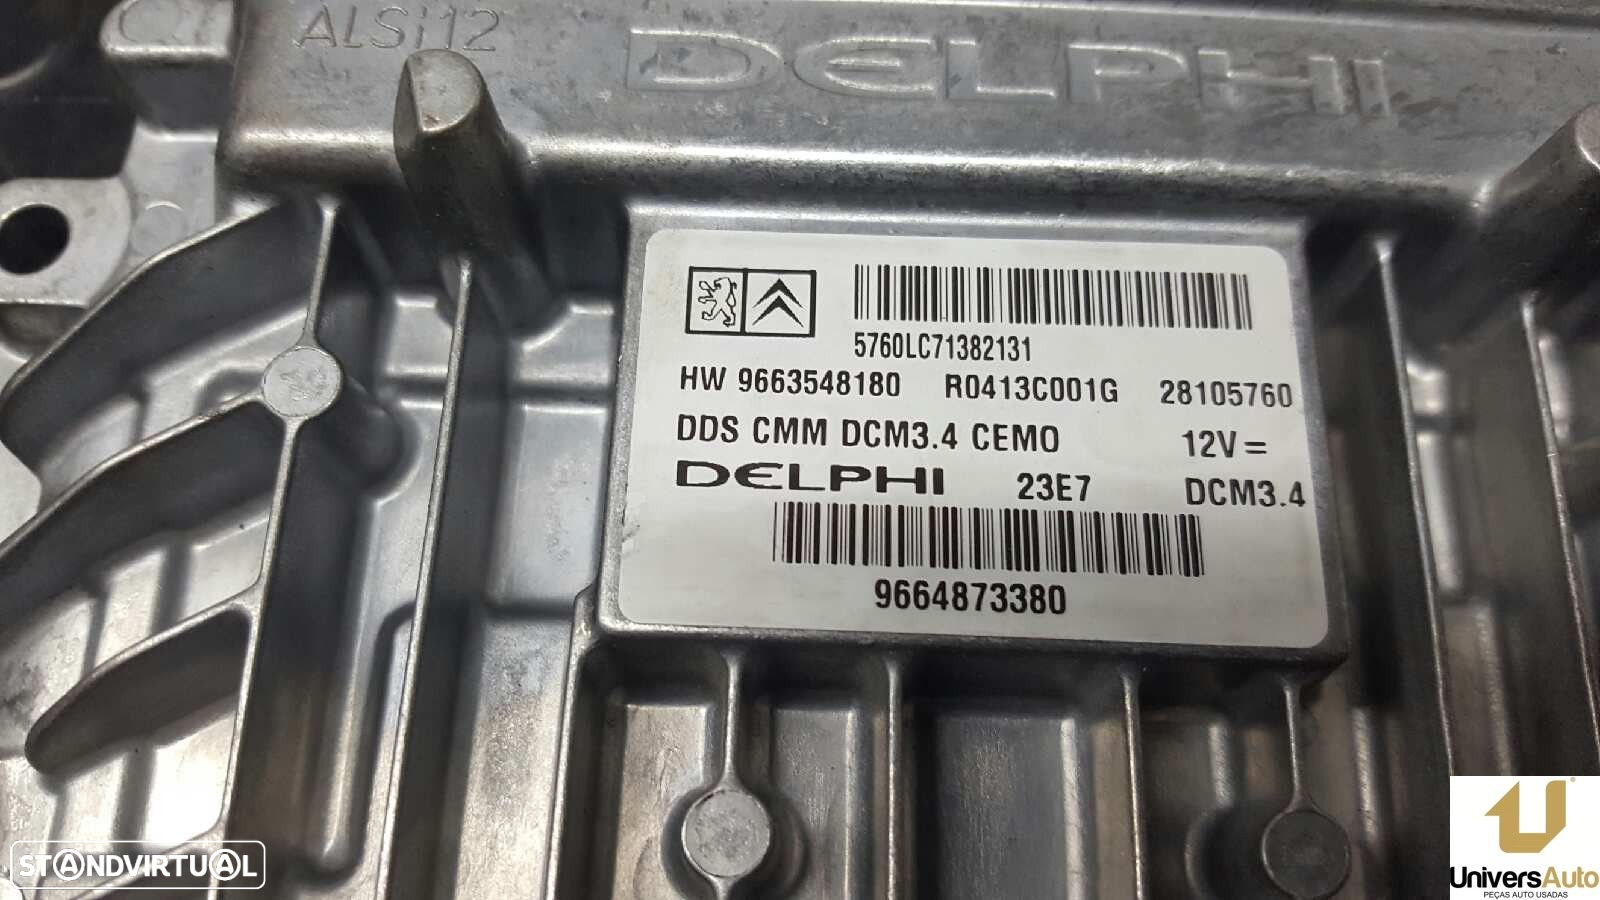 ALSi12
DELPHI
5760LC71382131
HW 9663548180 R0413C001G 28105760
DDS CMM DCM3.4 CEMO 12V=
DELPHI 23E7 DCM3.4
9664873380
STANDVIRTUAL
UniversAuto
PEÇAS AUTO USADAS